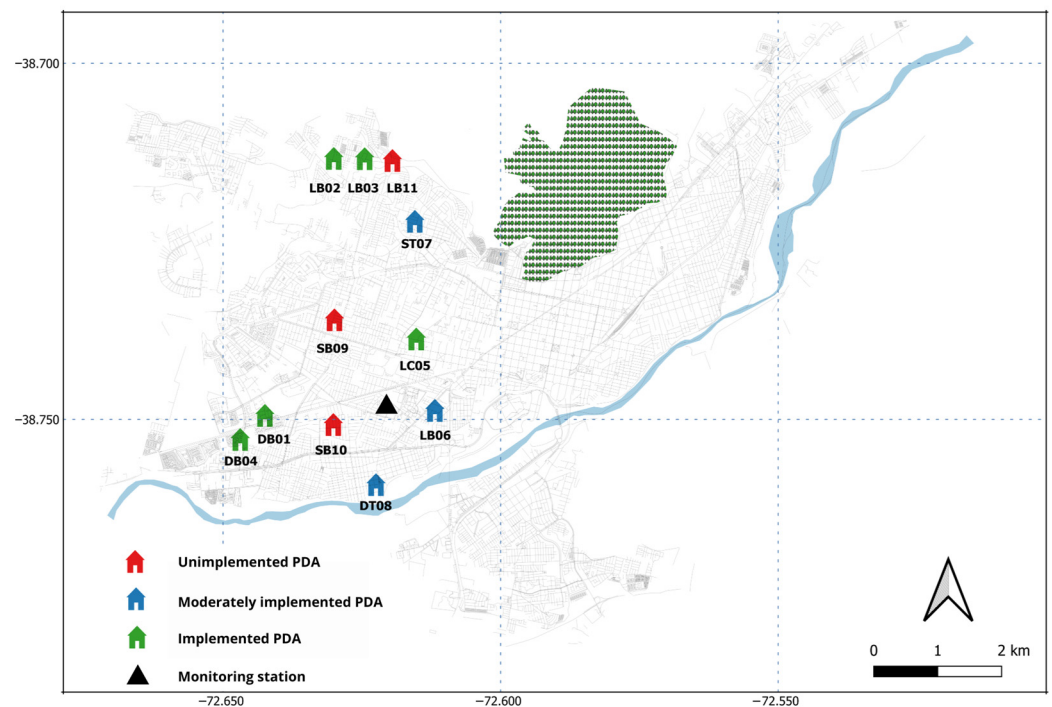 −38.700
LB02 LB03 LB11
ST07
SB09
LC05
−38.750
DB01
SB10
LB06
DB04
DT08
Unimplemented PDA
Moderately implemented PDA
Implemented PDA
Monitoring station
0 1 2 km
−72.650 −72.600 −72.550